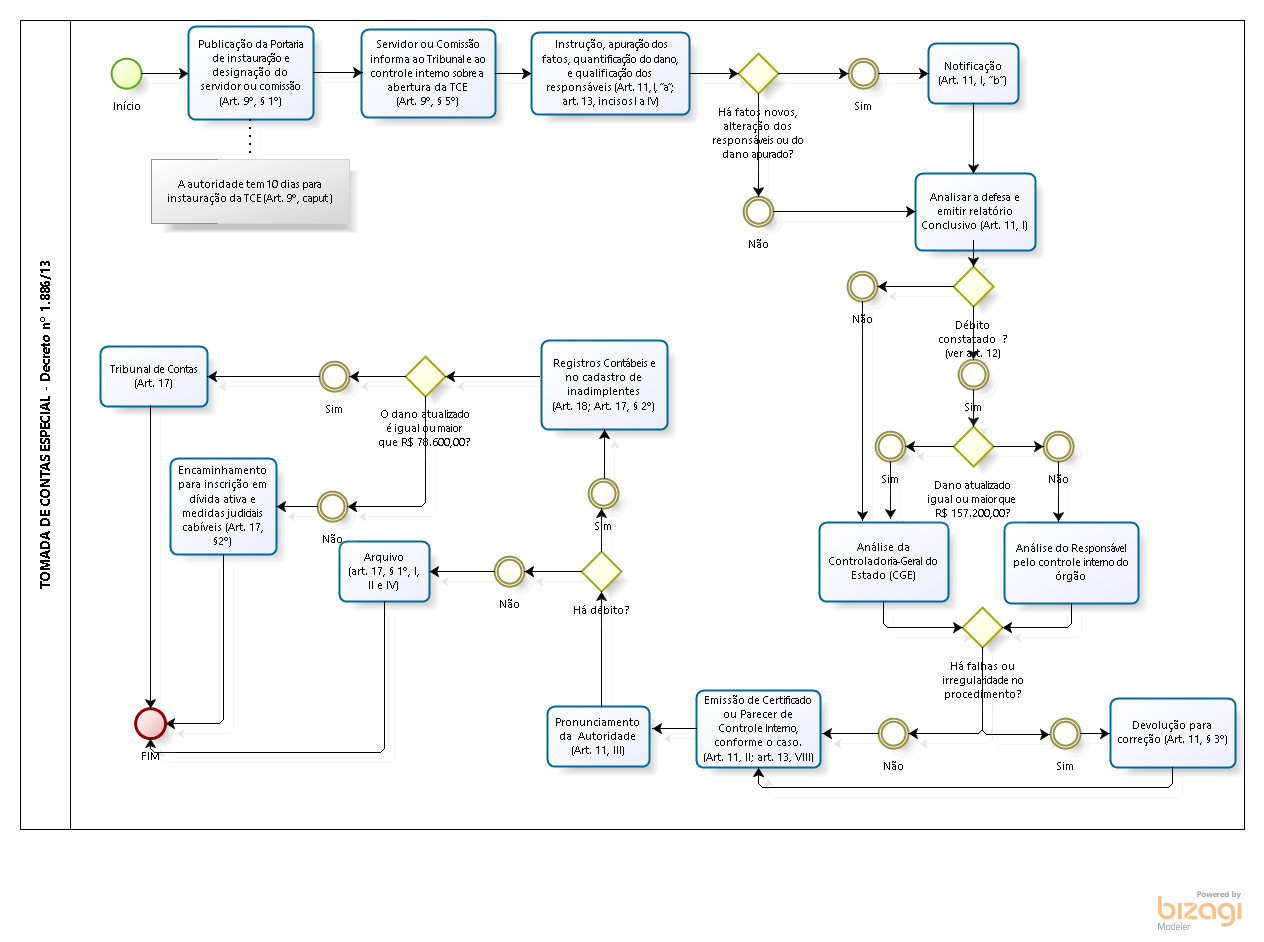 TOMADA DE CONTAS ESPECIAL - Decreto nº 1.886/13
Início
Publicação da Portaria
de instauração e
designação do
servidor ou comissão
(Art. 9º, § 1º)
A autoridade tem 10 dias para
instauração da TCE (Art. 9º, caput)
Servidor ou Comissão
informa ao Tribunal e ao
controle interno sobre a
abertura da TCE
(Art. 9º, § 5º)
Instrução, apuração dos
fatos, quantificação do dano,
e qualificação dos
responsáveis (Art. 11, I, “a”;
art. 13, incisos I a IV)
Há fatos novos,
alteração dos
responsáveis ou do
dano apurado?
Sim
Notificação
(Art. 11, I, “b”)
Não
Analisar a defesa e
emitir relatório
Conclusivo (Art. 11, I)
Não
Débito
constatado ?
(ver art. 12)
Sim
Sim
Dano atualizado
igual ou maior que
R$ 157.200,00?
Não
Análise da
Controladoria-Geral do
Estado (CGE)
Análise do Responsável
pelo controle interno do
órgão
Há falhas ou
irregularidade no
procedimento?
Sim
Devolução para
correção (Art. 11, § 3º)
Não
Emissão de Certificado
ou Parecer de
Controle Interno,
conforme o caso.
(Art. 11, II; art. 13, VIII)
Pronunciamento
da Autoridade
(Art. 11, III)
Há débito?
Não
Arquivo
(art. 17, § 1º, I,
II e IV)
Sim
Registros Contábeis e
no cadastro de
inadimplentes
(Art. 18; Art. 17, § 2º)
O dano atualizado
é igual ou maior
que R$ 78.600,00?
Sim
Tribunal de Contas
(Art. 17)
Não
Encaminhamento
para inscrição em
dívida ativa e
medidas judiciais
cabíveis (Art. 17,
§2º)
FIM
Powered by
bizagi
Modeler